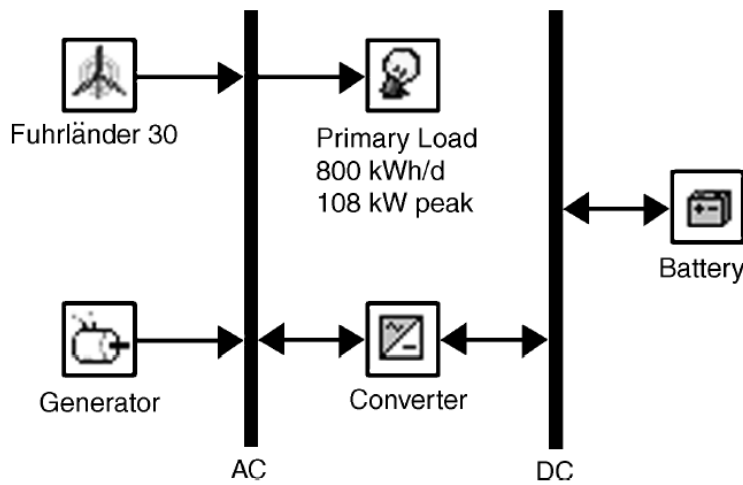 Fuhrländer 30
Primary Load
800 kWh/d
108 kW peak
Battery
Generator
Converter
AC
DC